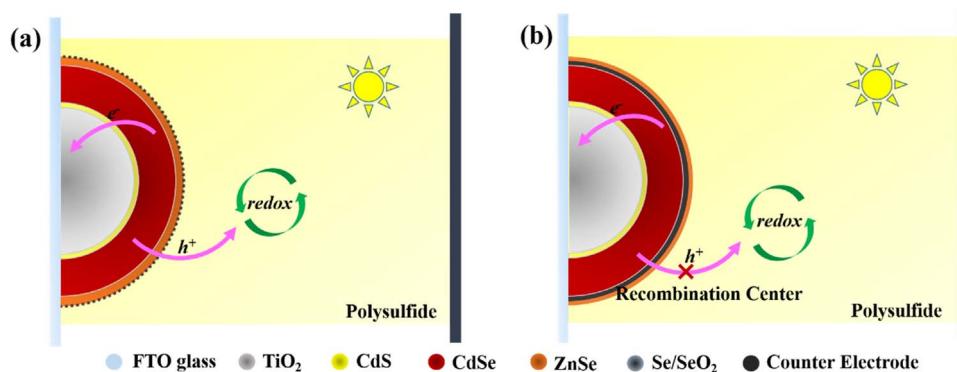 (a)
e-
redox
h+
Polysulfide
(b)
e-
redox
h+
Recombination Center
Polysulfide
FTO glass TiO2 CdS CdSe ZnSe Se/SeO2 Counter Electrode